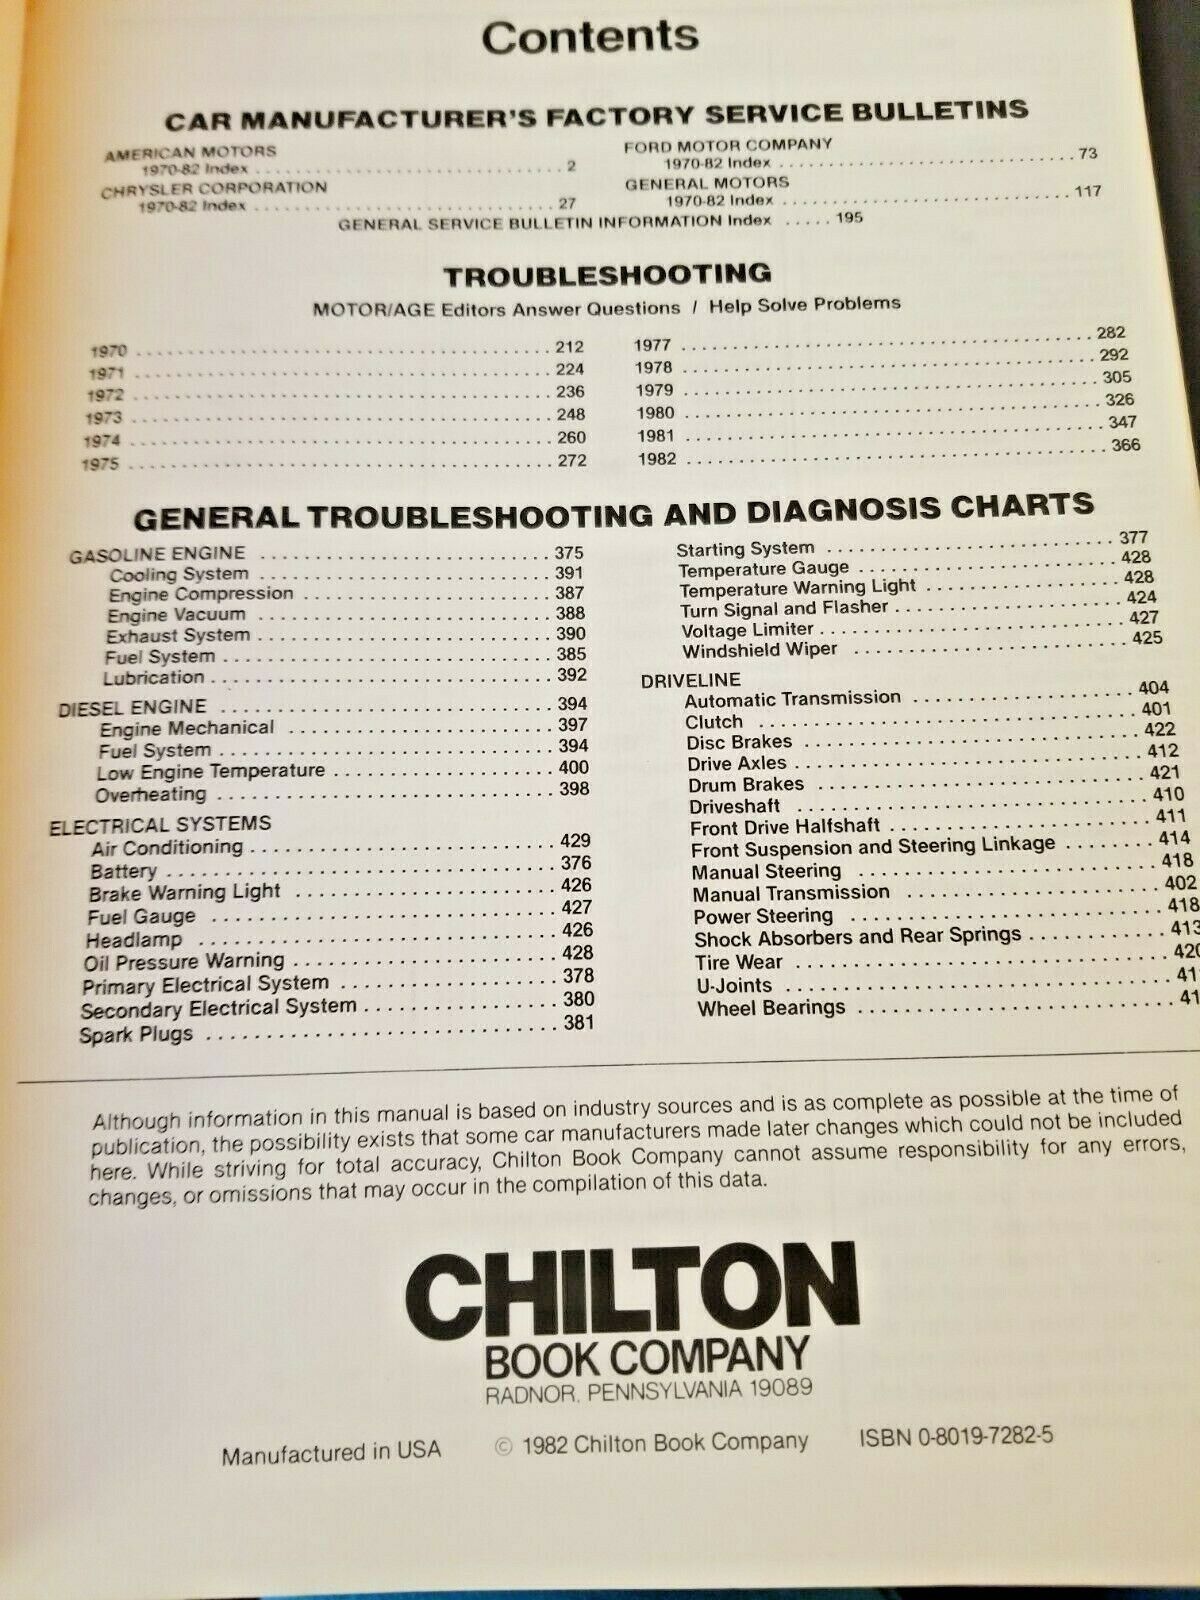 Contents
CAR MANUFACTURER'S FACTORY SERVICE BULLETINS
AMERICAN MOTORS
1970-82 Index 2
CHRYSLER CORPORATION
1970-82 Index 27
FORD MOTOR COMPANY
1970-82 Index 73
GENERAL MOTORS
1970-82 Index 117
GENERAL SERVICE BULLETIN INFORMATION Index ..... 195
TROUBLESHOOTING
MOTOR/AGE Editors Answer Questions / Help Solve Problems
1970 212
1971 224
1972 236
1973 248
1974 260
1975 272
1977 282
1978 292
1979 305
1980 326
1981 347
1982 366
GENERAL TROUBLESHOOTING AND DIAGNOSIS CHARTS
GASOLINE ENGINE 375
Cooling System 391
Engine Compression 387
Engine Vacuum 388
Exhaust System 390
Fuel System 385
Lubrication 392
DIESEL ENGINE 394
Engine Mechanical 397
Fuel System 394
Low Engine Temperature 400
Overheating 398
ELECTRICAL SYSTEMS
Air Conditioning 429
Battery 376
Brake Warning Light 426
Fuel Gauge 427
Headlamp 426
Oil Pressure Warning 428
Primary Electrical System 378
Secondary Electrical System 380
Spark Plugs 381
Starting System 377
Temperature Gauge 428
Temperature Warning Light 428
Turn Signal and Flasher 424
Voltage Limiter 427
Windshield Wiper 425
DRIVELINE
Automatic Transmission 404
Clutch 401
Disc Brakes 422
Drive Axles 412
Drum Brakes 421
Driveshaft 410
Front Drive Halfshaft 411
Front Suspension and Steering Linkage 414
Manual Steering 418
Manual Transmission 402
Power Steering 418
Shock Absorbers and Rear Springs 413
Tire Wear 420
U-Joints
Wheel Bearings
Although information in this manual is based on industry sources and is as complete as possible at the time of
publication, the possibility exists that some car manufacturers made later changes which could not be included
here. While striving for total accuracy, Chilton Book Company cannot assume responsibility for any errors,
changes, or omissions that may occur in the compilation of this data.
CHILTON
BOOK COMPANY
RADNOR, PENNSYLVANIA 19089
Manufactured in USA © 1982 Chilton Book Company ISBN 0-8019-7282-5